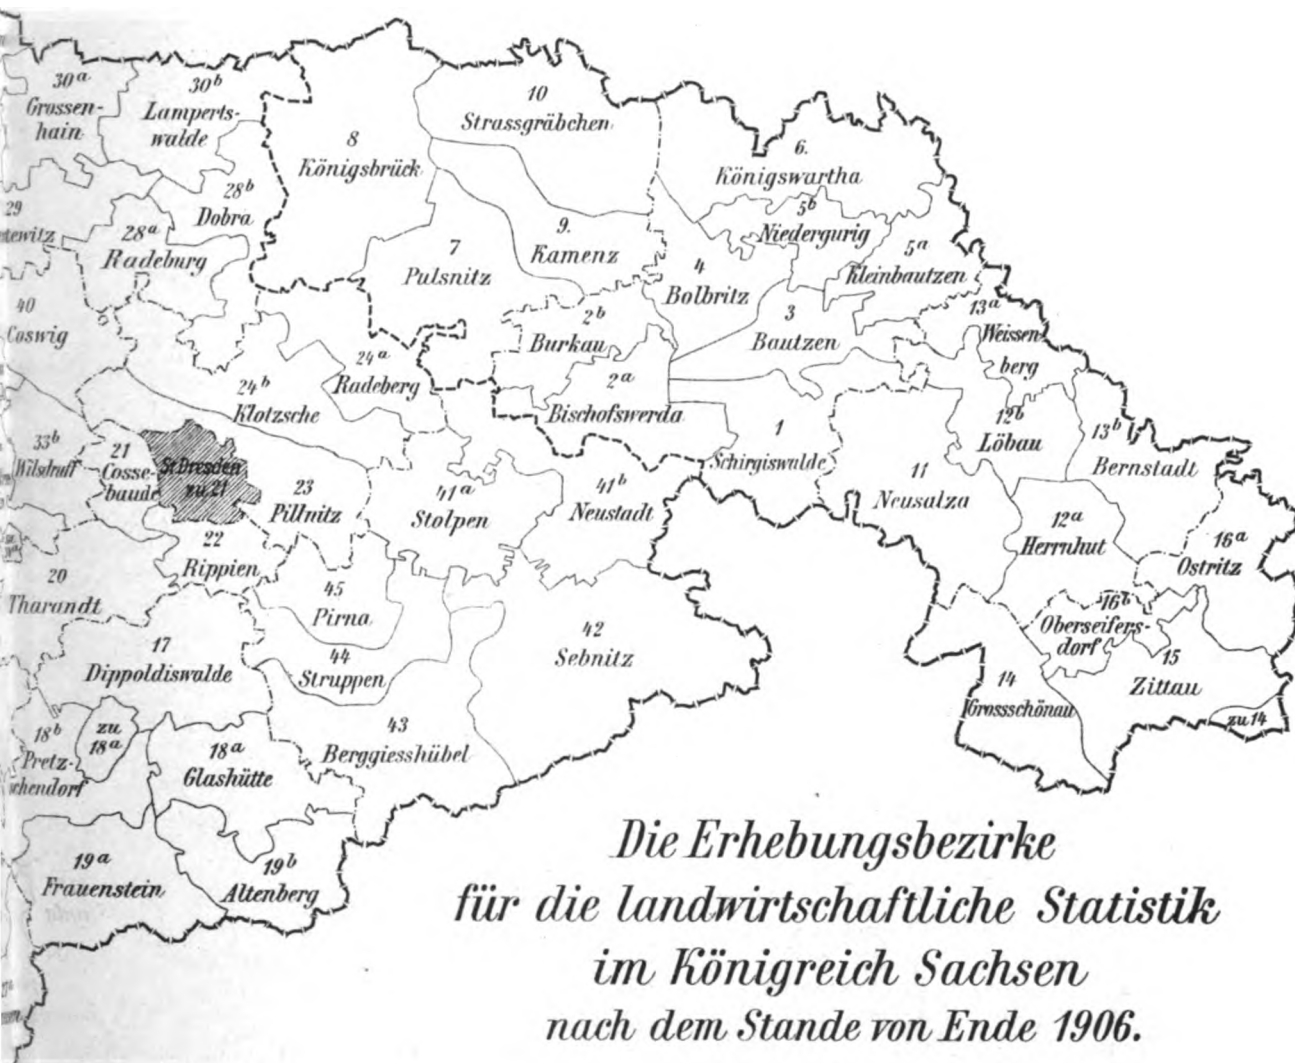 30a
Grossen-
hain
30b
Lamperts-
walde
8
Königsbrück
10
Strassgräbchen
6.
Königswartha
29
28b
Dobra
28a
Radeburg
7
Pulsnitz
9.
Kamenz
5b
Niedergurig
5a
Kleinbautzen
4
Bolbritz
40
Coswig
2b
Burkau
3
Bautzen
13a
Weissen
berg
24a
Radeberg
24b
Klotzsche
2a
Bischofswerda
1
Schirgiswalde
12b
Löbau
13b
Bernstadt
33b
Wilsdruff
21
Cosse-
baude
St. Dresden
zu 21
23
Pillnitz
41a
Stolpen
41b
Neustadt
11
Neusalza
12a
Herrnhut
16a
Ostritz
22
Rippien
20
Tharandt
45
Pirna
42
Sebnitz
16b
Oberseifers-
dorf
15
Zittau
17
Dippoldiswalde
44
Struppen
14
Grossschönau
zu 14
18b
Pretz-
schendorf
zu
18a
18a
Glashütte
43
Berggiesshübel
19a
Frauenstein
19b
Altenberg
Die Erhebungsbezirke
für die landwirtschaftliche Statistik
im Königreich Sachsen
nach dem Stande von Ende 1906.